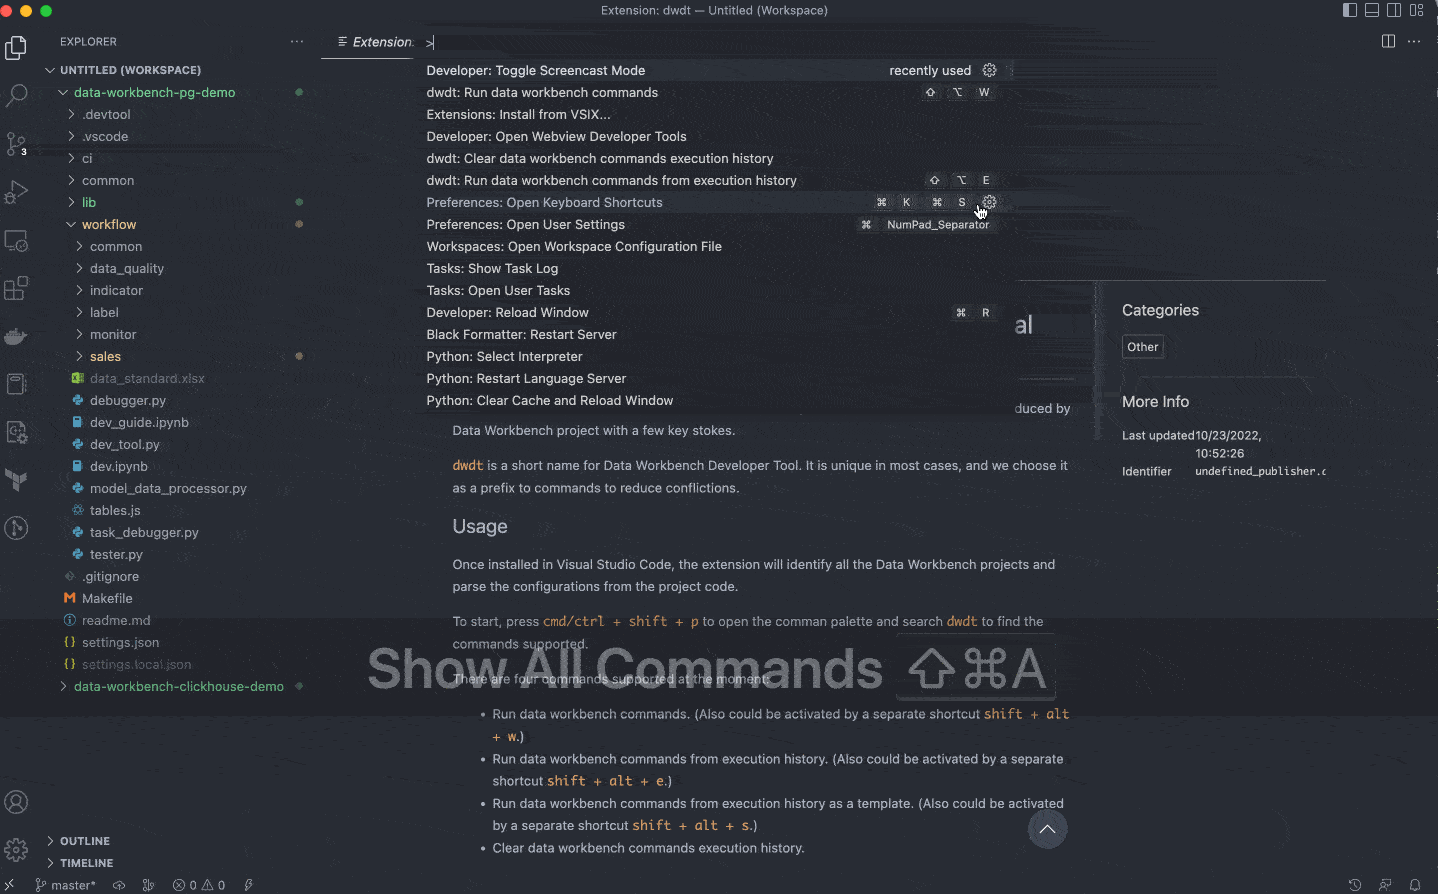 Extension: dwdt — Untitled (Workspace)
EXPLORER
Extension:
>
UNTITLED (WORKSPACE)
data-workbench-pg-demo
.devtool
.vscode
3
ci
common
lib
workflow
common
data_quality
indicator
label
monitor
sales
data_standard.xlsx
debugger.py
dev_guide.ipynb
dev_tool.py
dev.ipynb
model_data_processor.py
tables.js
task_debugger.py
tester.py
.gitignore
Makefile
readme.md
settings.json
settings.local.json
data-workbench-clickhouse-demo
OUTLINE
TIMELINE
Developer: Toggle Screencast Mode recently used
dwdt: Run data workbench commands ⇧ ⌥ W
Extensions: Install from VSIX...
Developer: Open Webview Developer Tools
dwdt: Clear data workbench commands execution history
dwdt: Run data workbench commands from execution history ⇧ ⌥ E
Preferences: Open Keyboard Shortcuts ⌘ K ⌘ S
Preferences: Open User Settings ⌘ NumPad_Separator
Workspaces: Open Workspace Configuration File
Tasks: Show Task Log
Tasks: Open User Tasks
Developer: Reload Window ⌘ R
Black Formatter: Restart Server
Python: Select Interpreter
Python: Restart Language Server
Python: Clear Cache and Reload Window
al
duced by
Data Workbench project with a few key stokes.
dwdt is a short name for Data Workbench Developer Tool. It is unique in most cases, and we choose it
as a prefix to commands to reduce conflictions.
Usage
Once installed in Visual Studio Code, the extension will identify all the Data Workbench projects and
parse the configurations from the project code.
To start, press cmd/ctrl + shift + p to open the comman palette and search dwdt to find the
commands supported.
Show All Commands ⇧⌘A
There are four commands supported at the moment:
• Run data workbench commands. (Also could be activated by a separate shortcut shift + alt
+ w.)
• Run data workbench commands from execution history. (Also could be activated by a separate
shortcut shift + alt + e.)
• Run data workbench commands from execution history as a template. (Also could be activated
by a separate shortcut shift + alt + s.)
• Clear data workbench commands execution history.
Categories
Other
More Info
Last updated 10/23/2022,
10:52:26
Identifier undefined_publisher.c
master* 0 0